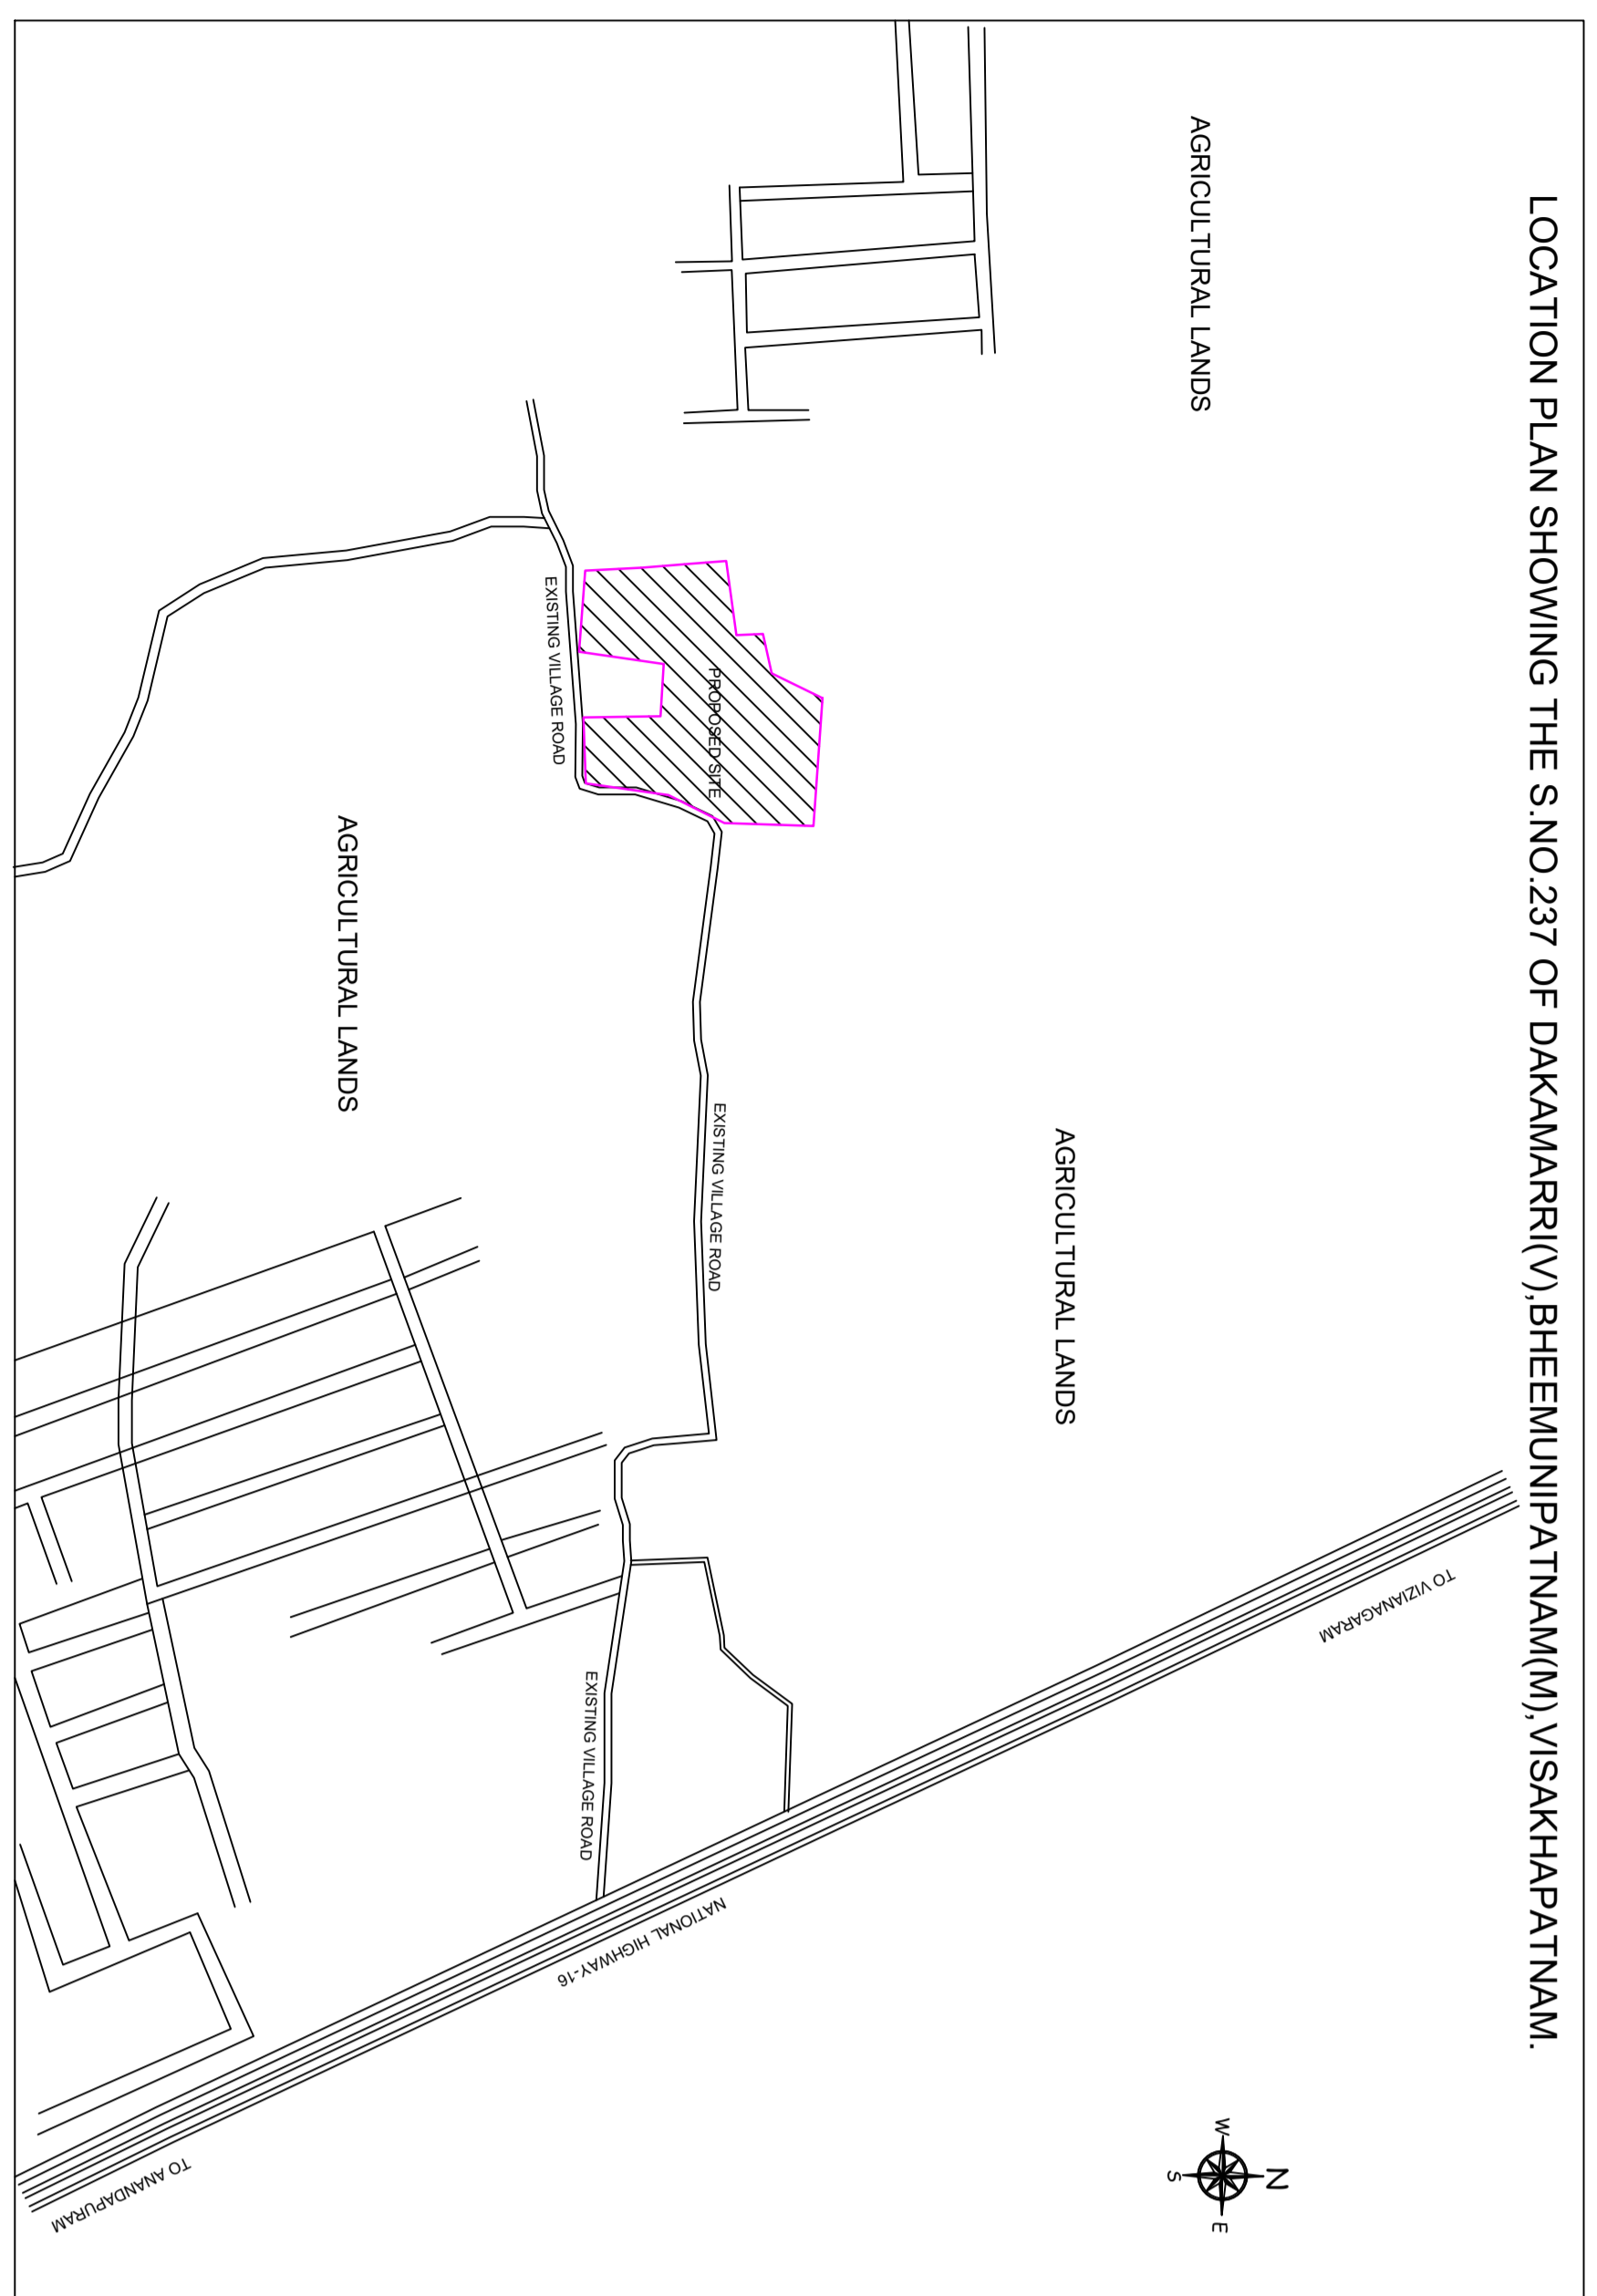 LOCATION PLAN SHOWING THE S.NO.237 OF DAKAMARRI(V),BHEEMUNIPATNAM(M),VISAKHAPATNAM.
AGRICULTURAL LANDS
AGRICULTURAL LANDS
TO VIZIANAGARAM
N
W
E
S
PROPOSED SITE
EXISTING VILLAGE ROAD
EXISTING VILLAGE ROAD
EXISTING VILLAGE ROAD
NATIONAL HIGHWAY-16
AGRICULTURAL LANDS
TO ANANDAPURAM